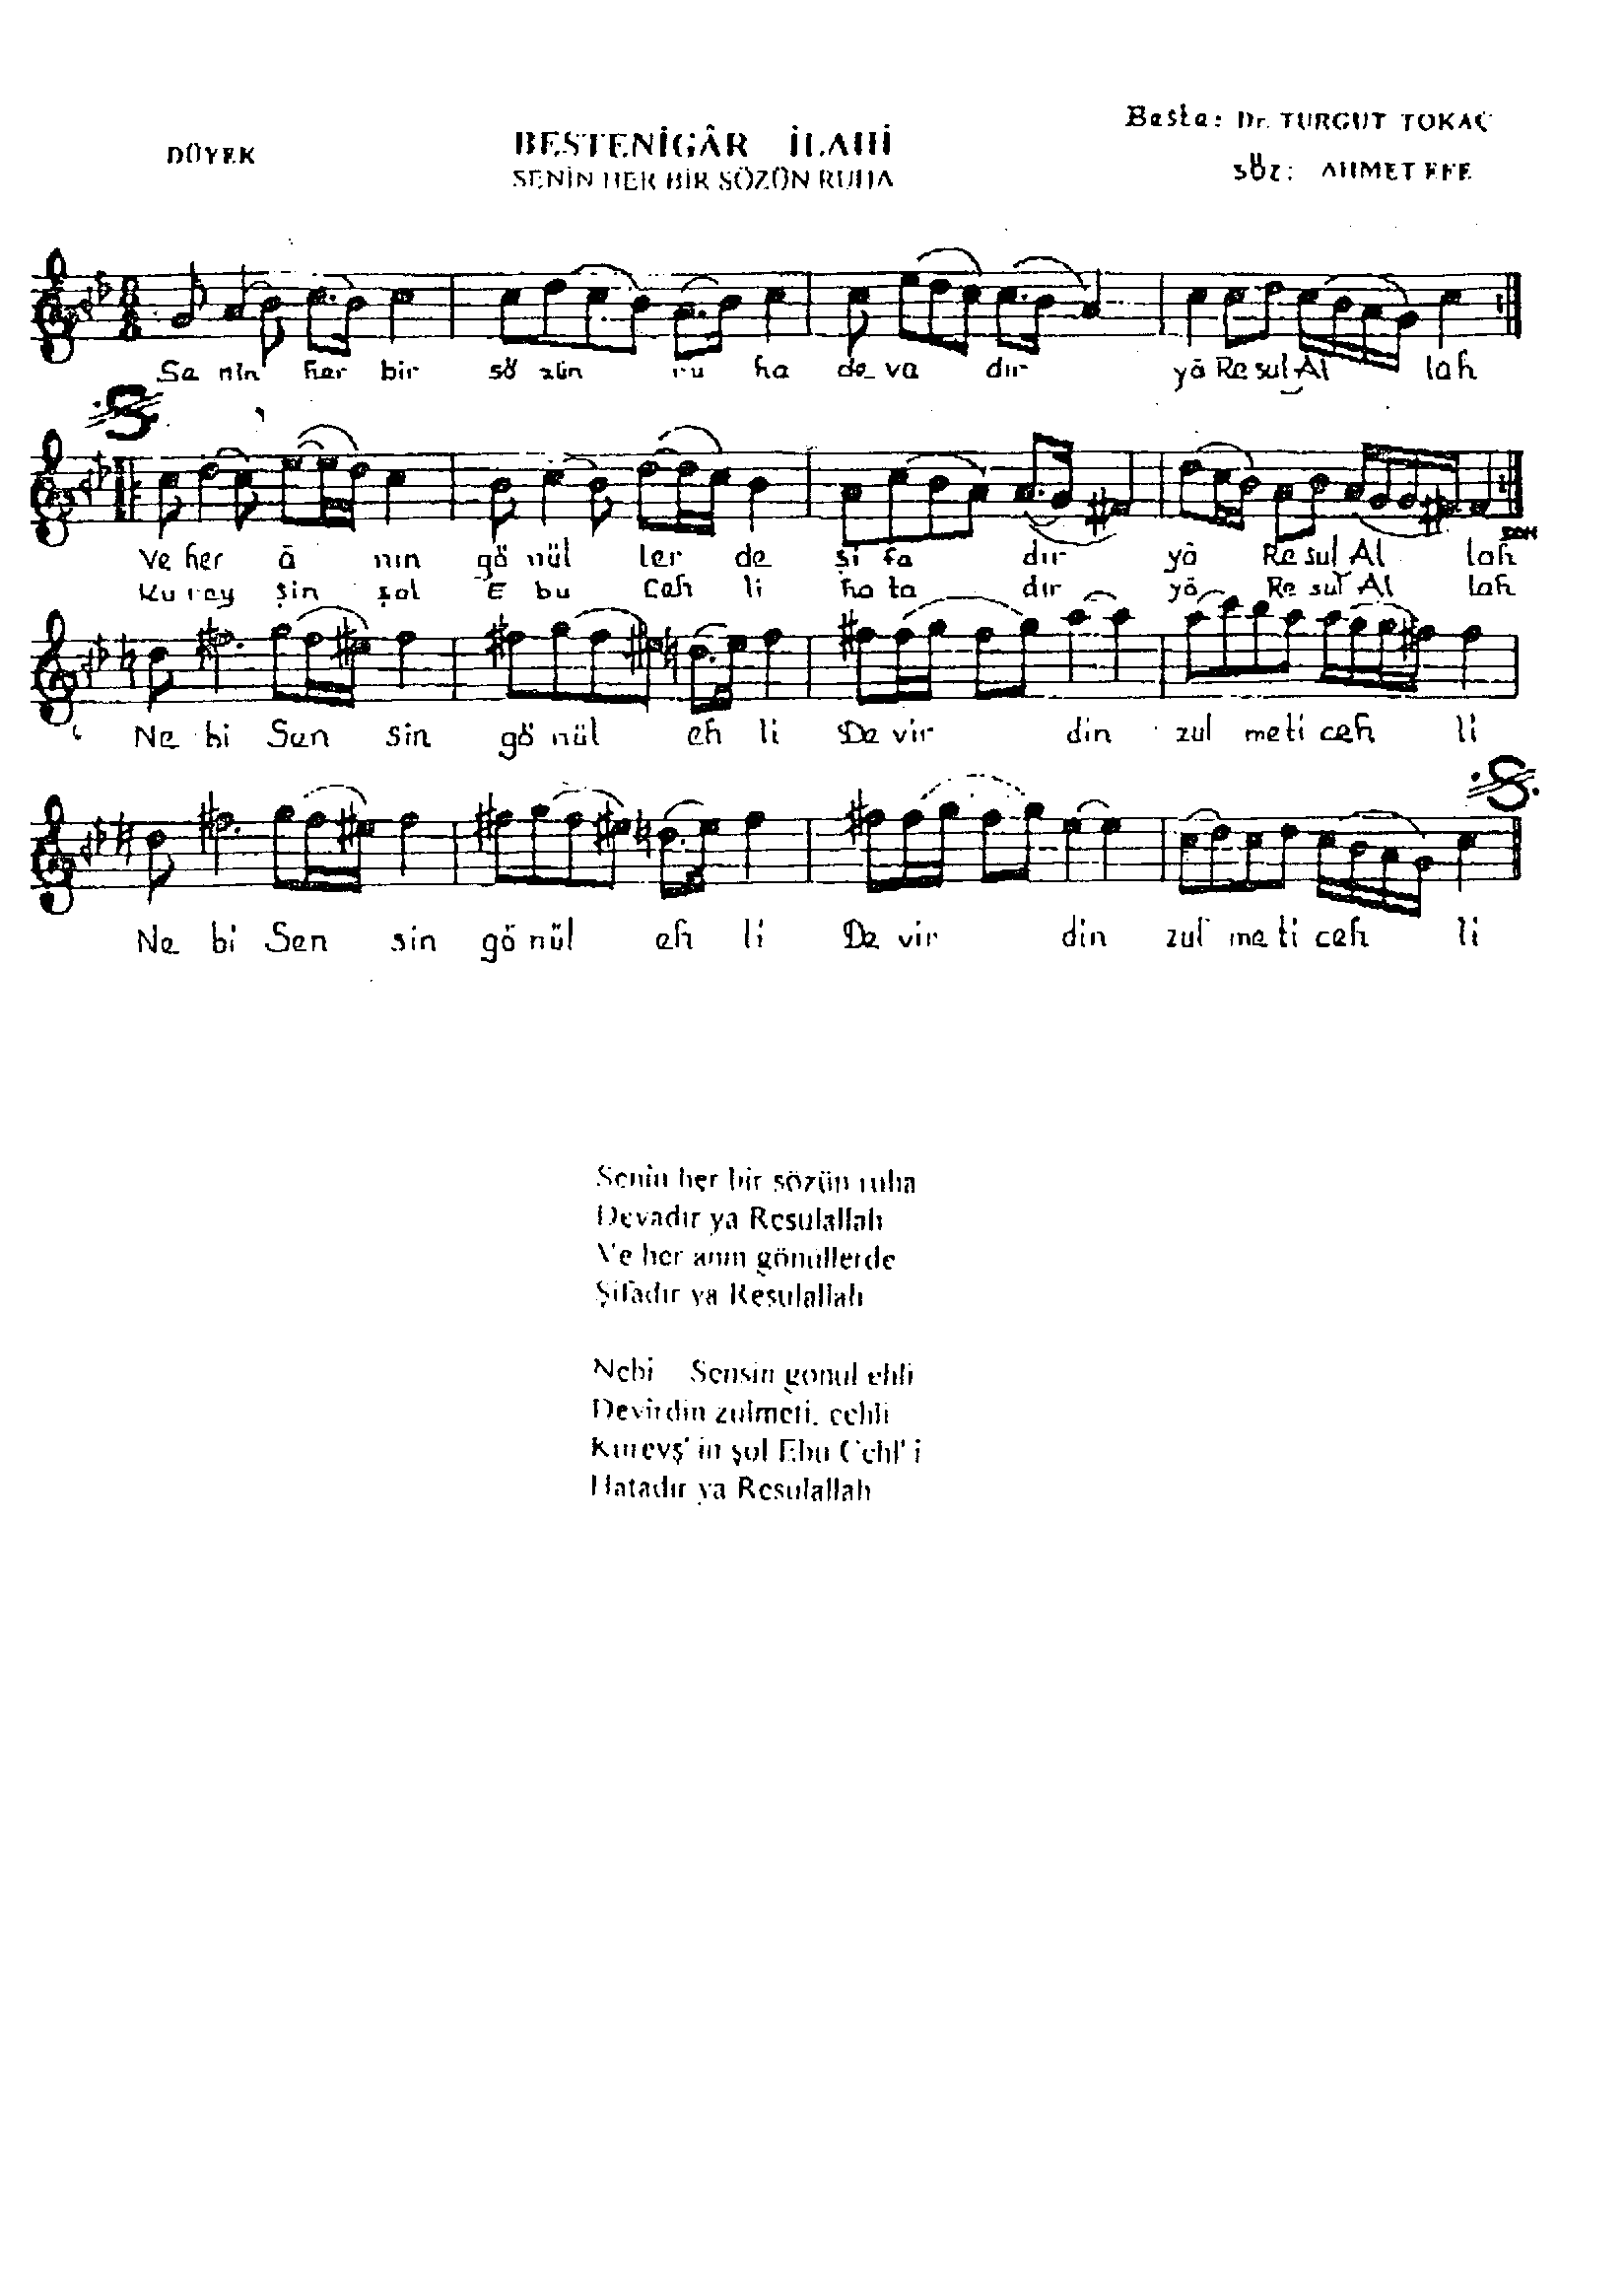 Beste: Dr. TURGUT TOKAÇ
DÜYEK
BESTENİGÂR İLAHİ
SENİN HER BİR SÖZÜN RUHA
SÖZ: AHMET EFE
8
8
Se nin her bir sö zün ru ha de va dır yâ Re sul Al lah
Ve her â nın gö nül ler de şi fa dır yâ Re sul Al lah
SON
Ku rey şin şol E bu Ceh li ha ta dır yâ Re sul Al lah
Ne bi Sen sin gö nül eh li De vir din zul me ti ceh li
Ne bi Sen sin gö nül eh li De vir din zul me ti ceh li
Senin her bir sözün ruha
Devadır ya Resulallah
Ve her anın gönüllerde
Şifadır ya Resulallah
Nebi Sensin gönül ehli
Devirdin zulmeti, cehli
Kureyş' in şol Ebu Cehl' i
Hatadır ya Resulallah